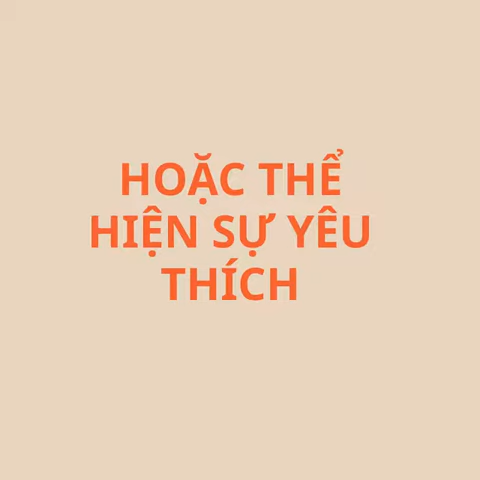 HOẶC THỂ
HIỆN SỰ YÊU
THÍCH